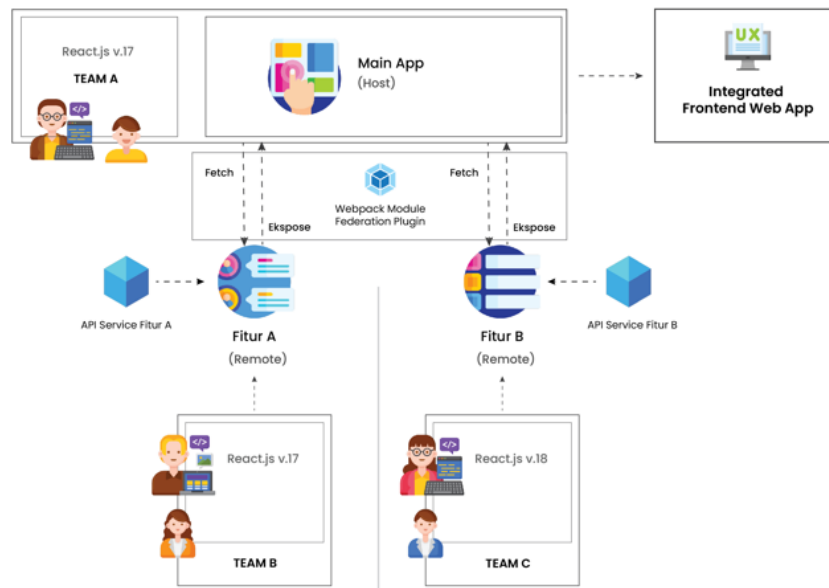 React.js v.17
TEAM A
Main App
(Host)
UX
Integrated
Frontend Web App
Fetch
Ekspose
Webpack Module
Federation Plugin
Fetch
Ekspose
API Service Fitur A
Fitur A
(Remote)
Fitur B
(Remote)
API Service Fitur B
React.js v.17
TEAM B
React.js v.18
TEAM C